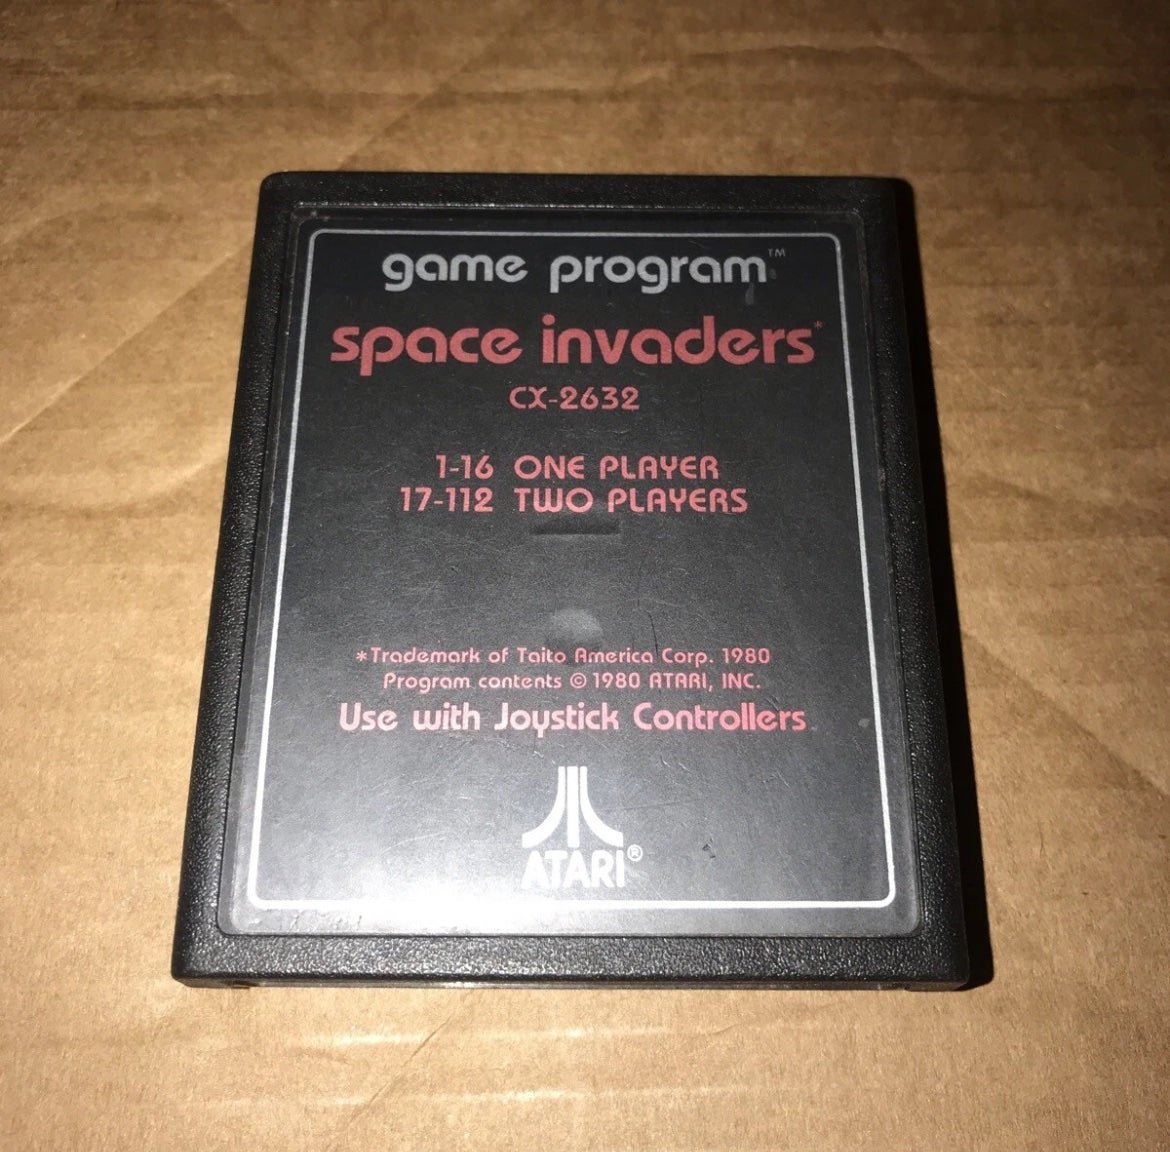 game program™
space invaders*
CX-2632
1-16 ONE PLAYER
17-112 TWO PLAYERS
*Trademark of Taito America Corp. 1980
Program contents © 1980 ATARI, INC.
Use with Joystick Controllers
ATARI®